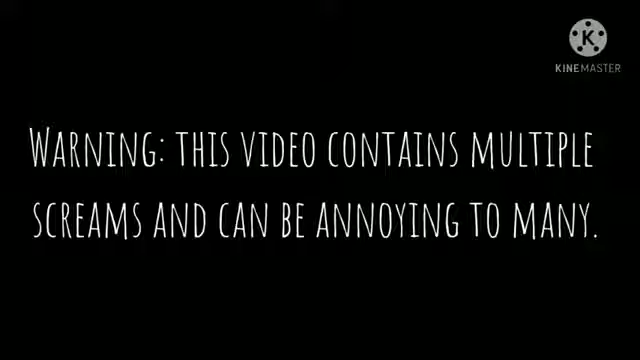 KINEMASTER
WARNING: THIS VIDEO CONTAINS MULTIPLE
SCREAMS AND CAN BE ANNOYING TO MANY.